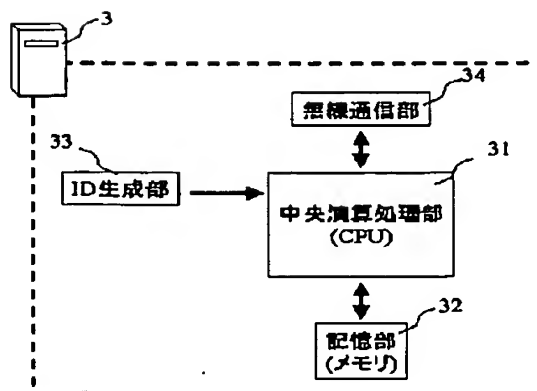 3
34
無線通信部
33
31
ID生成部
中央演算処理部
(CPU)
32
記憶部
(メモリ)